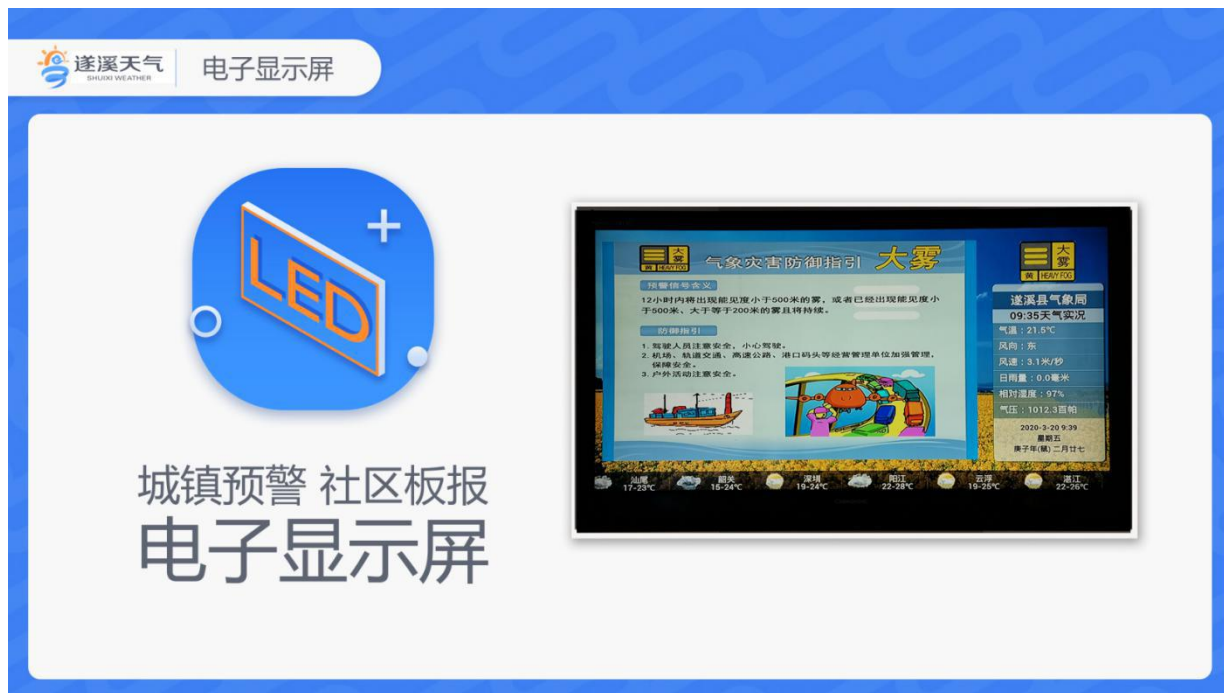 遂溪天气
SHUIXI WEATHER
电子显示屏
LED
城镇预警 社区板报
电子显示屏
大雾
黄 HEAVY FOG
气象灾害防御指引 大雾
预警信号含义
12小时内将出现能见度小于500米的雾，或者已经出现能见度小
于500米、大于等于200米的雾且将持续。
防御指引
1. 驾驶人员注意安全，小心驾驶。
2. 机场、轨道交通、高速公路、港口码头等经营管理单位加强管理，
保障安全。
3. 户外活动注意安全。
大雾
黄 HEAVY FOG
遂溪县气象局
09:35天气实况
气温：21.5℃
风向：东
风速：3.1米/秒
日雨量：0.0毫米
相对湿度：97%
气压：1012.3百帕
2020-3-20 9:39
星期五
庚子年(鼠) 二月廿七
汕尾 韶关 深圳 阳江 云浮 湛江
17-23℃ 15-24℃ 19-24℃ 22-28℃ 19-25℃ 22-26℃